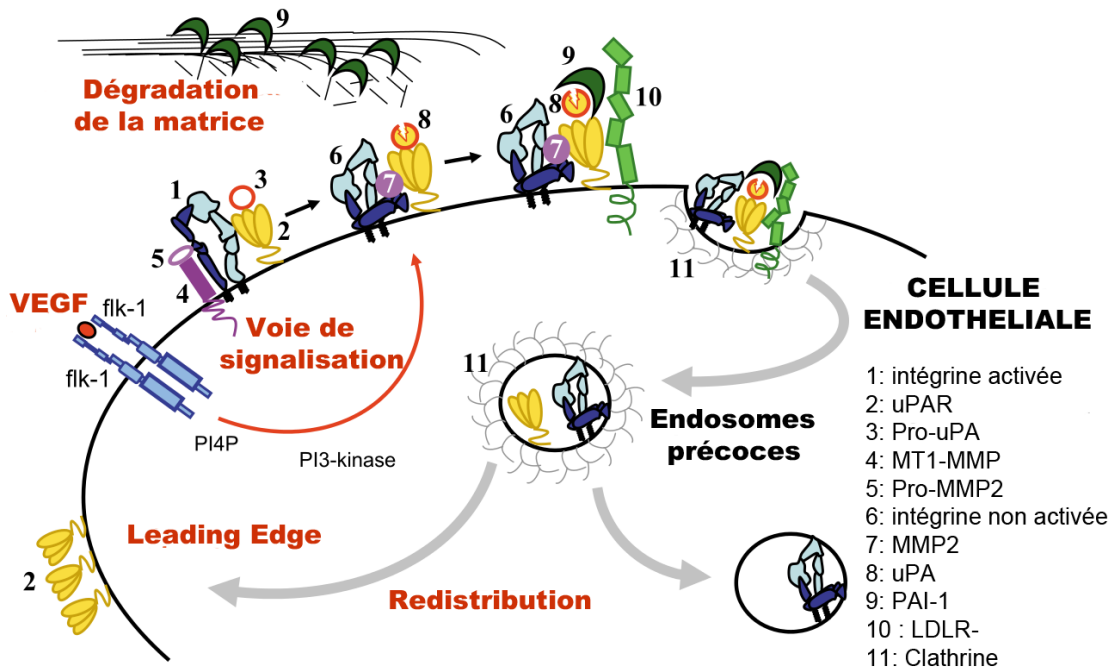 9
Dégradation ..
de la matrice
9
8
10
6
8
7
6
8
7
1
3
2
5
4
11
VEGF
flk-1
flk-1
Voie de
signalisation
PI4P
PI3-kinase
11
Endosomes
précoces
Leading Edge
2
Redistribution
CELLULE
ENDOTHELIALE
1: intégrine activée
2: uPAR
3: Pro-uPA
4: MT1-MMP
5: Pro-MMP2
6: intégrine non activée
7: MMP2
8: uPA
9: PAI-1
10 : LDLR-
11: Clathrine